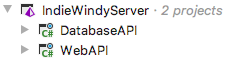 IndieWindyServer · 2 projects
C# DatabaseAPI
C# WebAPI